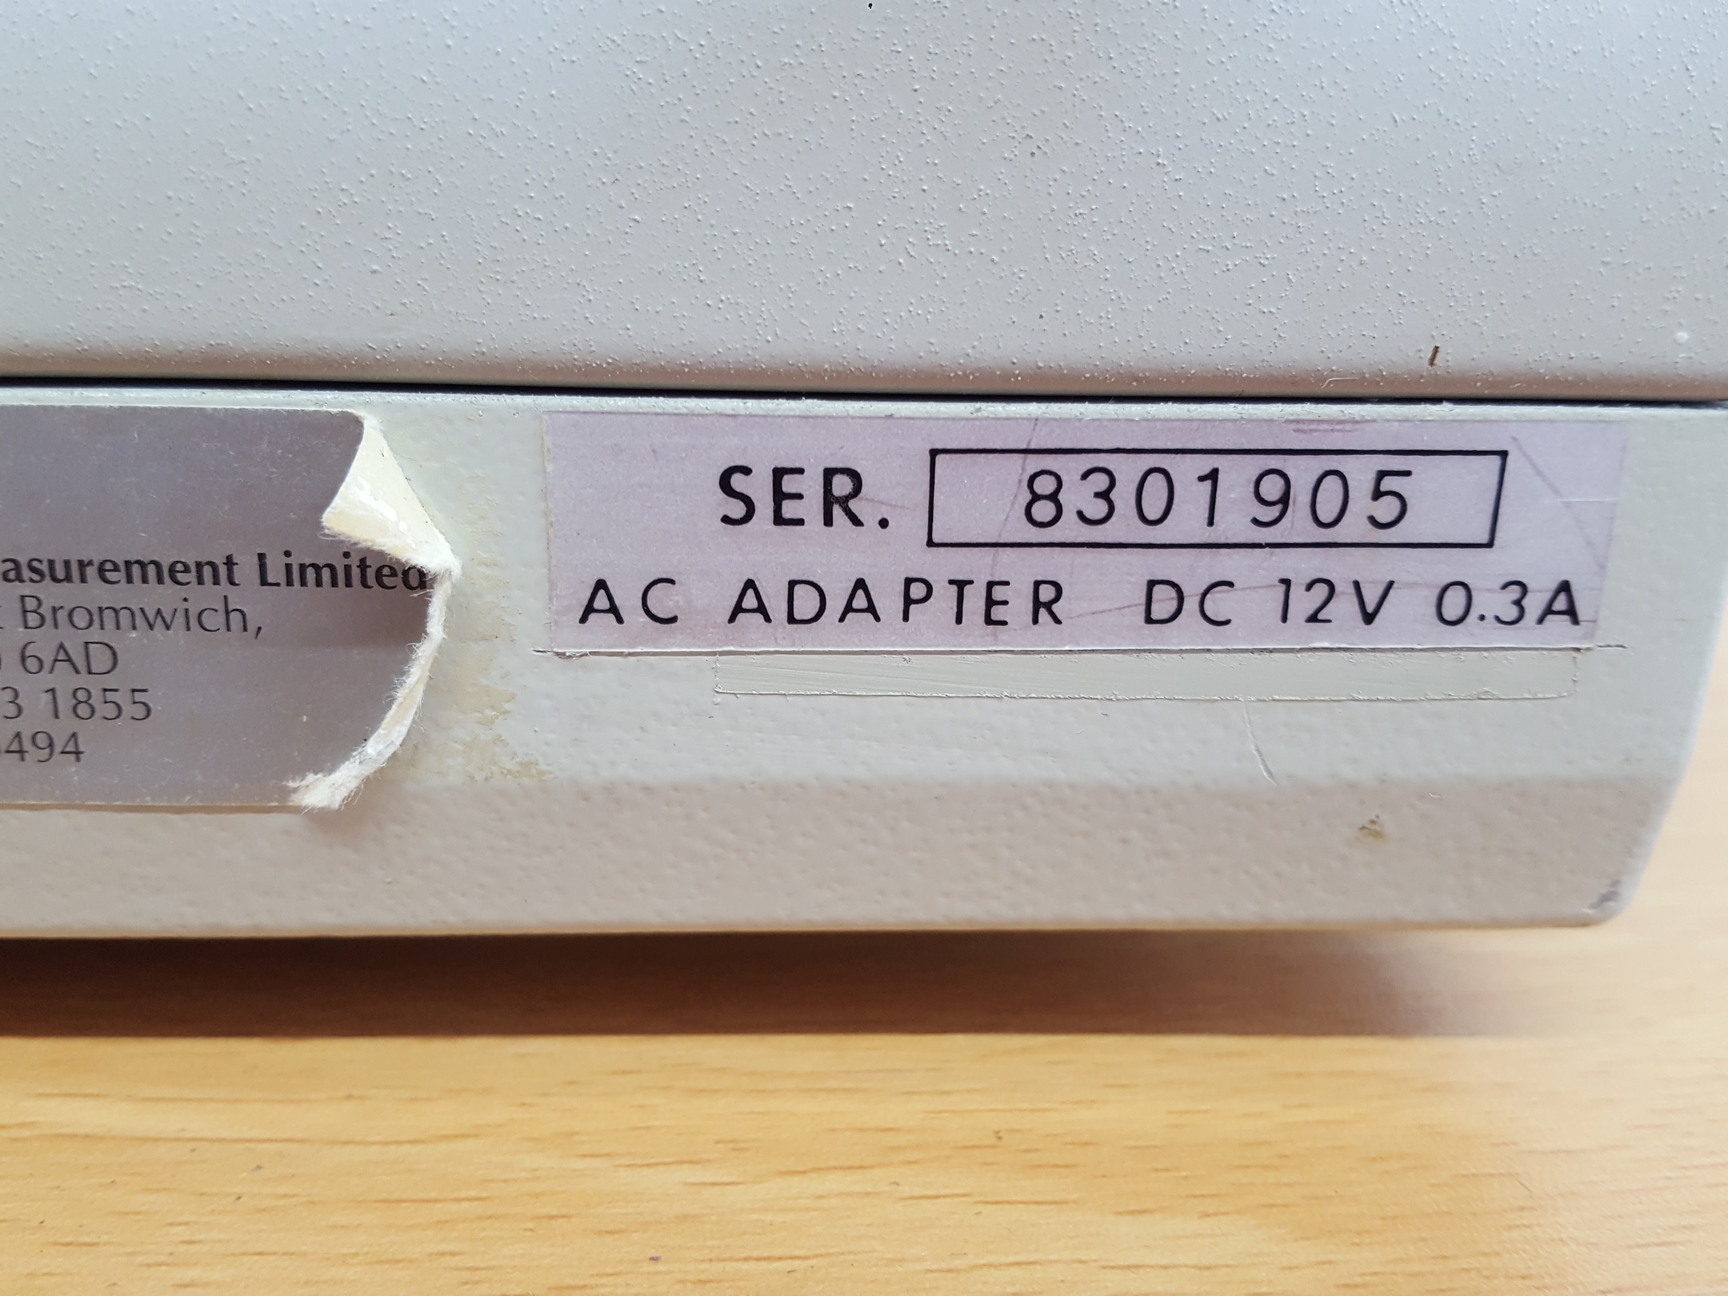 asurement Limited
Bromwich,
6AD
3 1855
494
SER. 8301905
AC ADAPTER DC 12V 0.3A